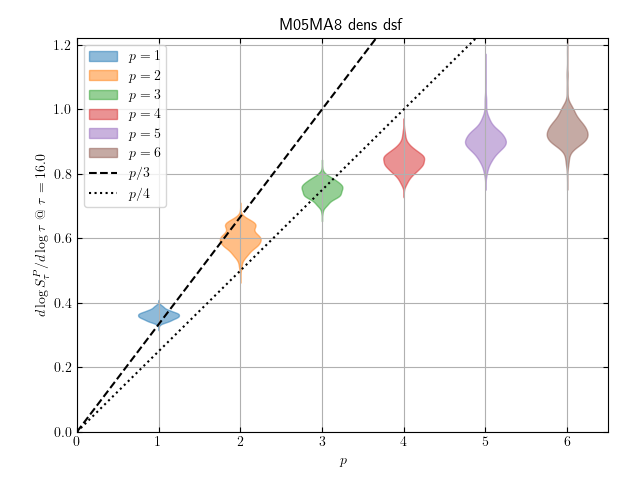 M05MA8 dens dsf
d log S_τ^P / d log τ @ τ = 16.0
1.2
1.0
0.8
0.6
0.4
0.2
0.0
p = 1
p = 2
p = 3
p = 4
p = 5
p = 6
p/3
p/4
0 1 2 3 4 5 6
p